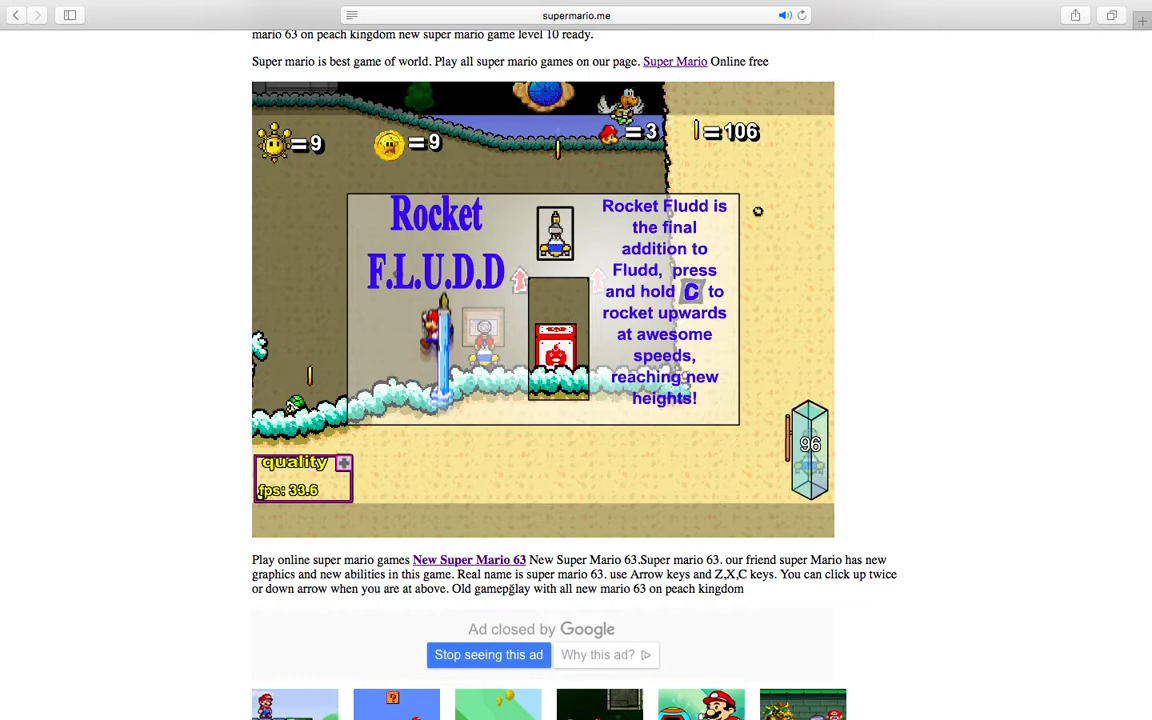 supermario.me
mario 63 on peach kingdom new super mario game level 10 ready.
Super mario is best game of world. Play all super mario games on our page. Super Mario Online free
=9
=9
=3
=106
Rocket
F.L.U.D.D
Rocket Fludd is
the final
addition to
Fludd, press
and hold C to
rocket upwards
at awesome
speeds,
reaching new
heights!
96
quality
fps: 33.6
Play online super mario games New Super Mario 63 New Super Mario 63.Super mario 63. our friend super Mario has new
graphics and new abilities in this game. Real name is super mario 63. use Arrow keys and Z,X,C keys. You can click up twice
or down arrow when you are at above. Old gamepğlay with all new mario 63 on peach kingdom
Ad closed by Google
Stop seeing this ad
Why this ad?